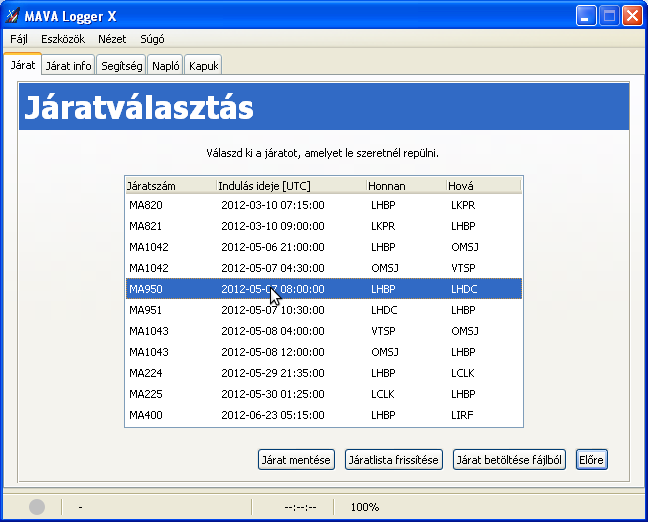 MAVA Logger X
Fájl Eszközök Nézet Súgó
Járat Járat info Segítség Napló Kapuk
Járatválasztás
Válaszd ki a járatot, amelyet le szeretnél repülni.
Járatszám Indulás ideje [UTC] Honnan Hová
MA820 2012-03-10 07:15:00 LHBP LKPR
MA821 2012-03-10 09:00:00 LKPR LHBP
MA1042 2012-05-06 21:00:00 LHBP OMSJ
MA1042 2012-05-07 04:30:00 OMSJ VTSP
MA950 2012-05-07 08:00:00 LHBP LHDC
MA951 2012-05-07 10:30:00 LHDC LHBP
MA1043 2012-05-08 04:00:00 VTSP OMSJ
MA1043 2012-05-08 12:00:00 OMSJ LHBP
MA224 2012-05-29 21:35:00 LHBP LCLK
MA225 2012-05-30 01:25:00 LCLK LHBP
MA400 2012-06-23 05:15:00 LHBP LIRF
Járat mentése Járatlista frissítése Járat betöltése fájlból Előre
- --:--:-- 100%